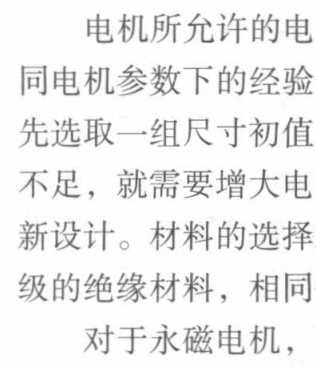 电机所允许的电
同电机参数下的经验
先选取一组尺寸初值
不足，就需要增大电
新设计。材料的选择
级的绝缘材料，相同
对于永磁电机，